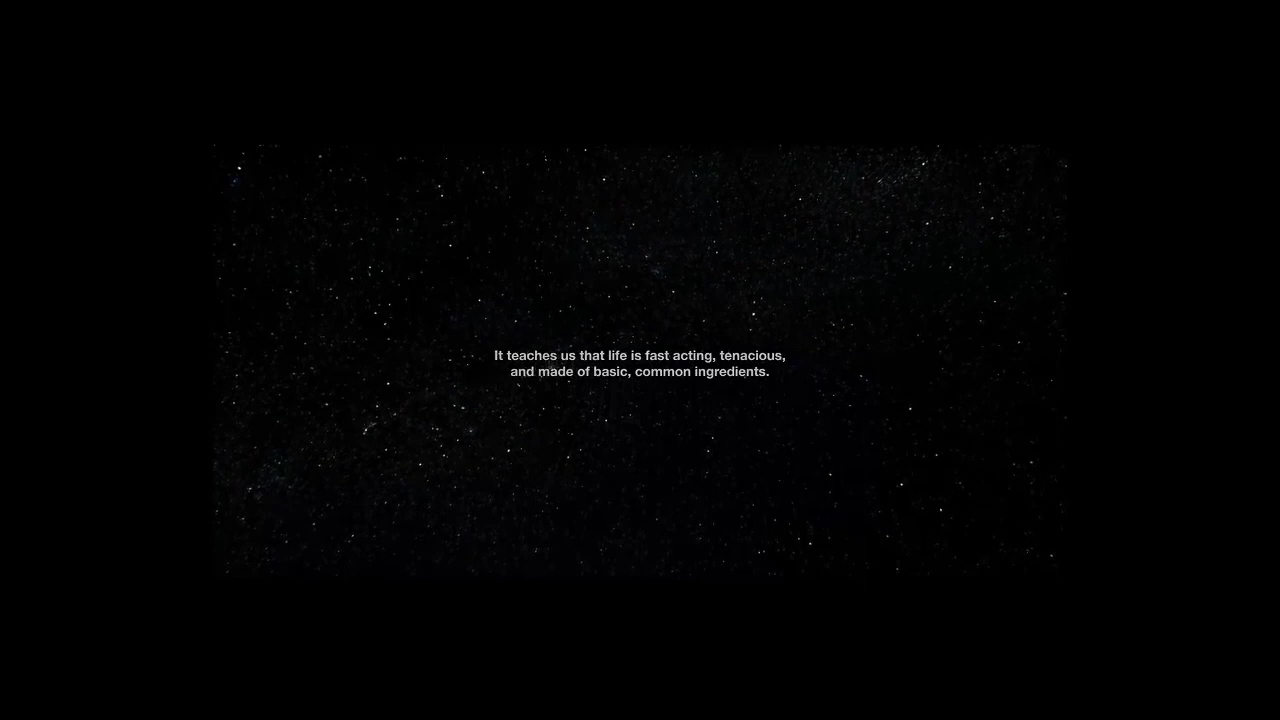 It teaches us that life is fast acting, tenacious,
and made of basic, common ingredients.